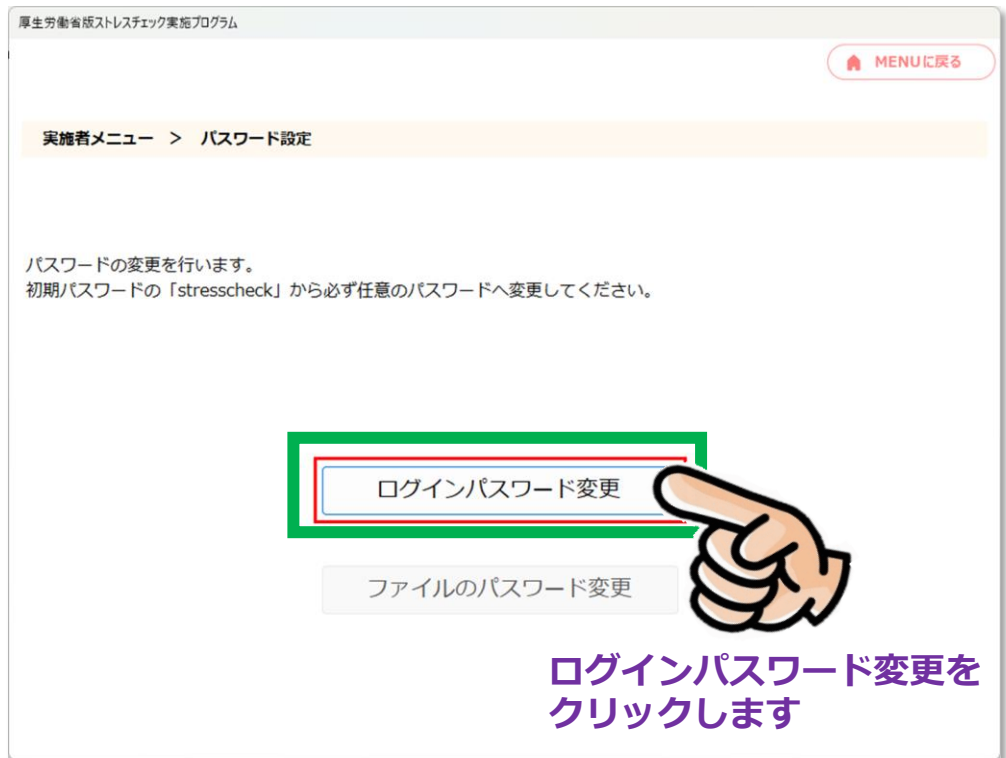 厚生労働省版ストレスチェック実施プログラム
MENUに戻る
実施者メニュー ＞ パスワード設定
パスワードの変更を行います。
初期パスワードの「stresscheck」から必ず任意のパスワードへ変更してください。
ログインパスワード変更
ファイルのパスワード変更
ログインパスワード変更を
クリックします